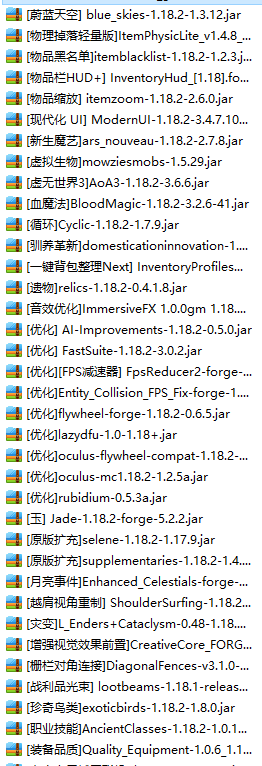 [蔚蓝天空] blue_skies-1.18.2-1.3.12.jar
[物理掉落轻量版]ItemPhysicLite_v1.4.8_...
[物品黑名单]itemblacklist-1.18.2-1.2.3.j...
[物品栏HUD+] InventoryHud_[1.18].fo...
[物品缩放] itemzoom-1.18.2-2.6.0.jar
[现代化 UI] ModernUI-1.18.2-3.4.7.10...
[新生魔艺]ars_nouveau-1.18.2-2.7.8.jar
[虚拟生物]mowziesmobs-1.5.29.jar
[虚无世界3]AoA3-1.18.2-3.6.6.jar
[血魔法]BloodMagic-1.18.2-3.2.6-41.jar
[循环]Cyclic-1.18.2-1.7.9.jar
[驯养革新]domesticationinnovation-1....
[一键背包整理Next] InventoryProfiles...
[遗物]relics-1.18.2-0.4.1.8.jar
[音效优化]ImmersiveFX 1.0.0gm 1.18....
[优化] AI-Improvements-1.18.2-0.5.0.jar
[优化] FastSuite-1.18.2-3.0.2.jar
[优化][FPS减速器] FpsReducer2-forge-...
[优化]Entity_Collision_FPS_Fix-forge-1....
[优化]flywheel-forge-1.18.2-0.6.5.jar
[优化]lazydfu-1.0-1.18+.jar
[优化]oculus-flywheel-compat-1.18.2-...
[优化]oculus-mc1.18.2-1.2.5a.jar
[优化]rubidium-0.5.3a.jar
[玉] Jade-1.18.2-forge-5.2.2.jar
[原版扩充]selene-1.18.2-1.17.9.jar
[原版扩充]supplementaries-1.18.2-1.4....
[月亮事件]Enhanced_Celestials-forge-...
[越肩视角重制] ShoulderSurfing-1.18.2...
[灾变]L_Enders+Cataclysm-0.48-1.18....
[增强视觉效果前置]CreativeCore_FORG...
[栅栏对角连接]DiagonalFences-v3.1.0-...
[战利品光束] lootbeams-1.18.1-releas...
[珍奇鸟类]exoticbirds-1.18.2-1.8.0.jar
[职业技能]AncientClasses-1.18.2-1.0.1...
[装备品质]Quality_Equipment-1.0.6_1.1...